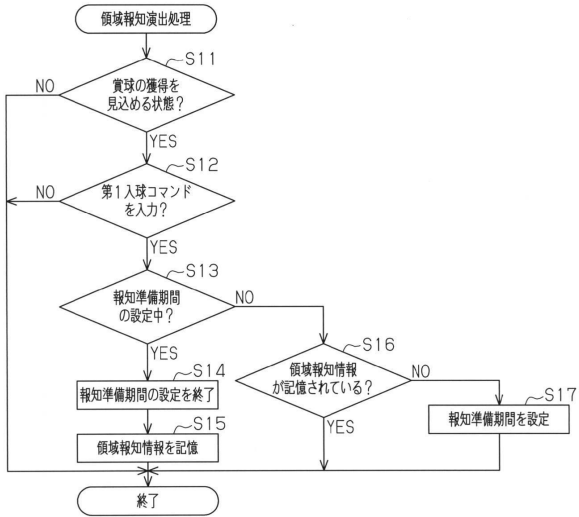 領域報知演出処理
S11
賞球の獲得を
見込める状態?
NO
YES
S12
第1入球コマンド
を入力?
NO
YES
S13
報知準備期間
の設定中?
NO
YES
S14
報知準備期間の設定を終了
S15
領域報知情報を記憶
S16
領域報知情報
が記憶されている?
NO
YES
S17
報知準備期間を設定
終了